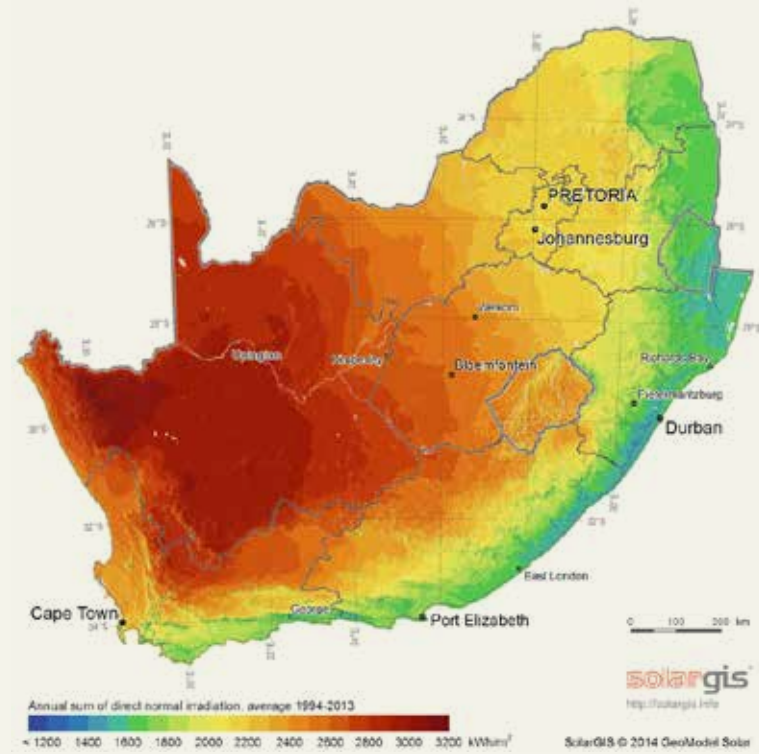 PRETORIA
Johannesburg
Welkom
Upington
Kimberley
Bloemfontein
Richards Bay
Pietermaritzburg
Durban
East London
George
Cape Town
Port Elizabeth
0 100 200 km
solargis
http://solargis.info
Annual sum of direct normal irradiation, average 1994-2013
< 1200 1400 1600 1800 2000 2200 2400 2600 2800 3000 3200 kWh/m²
SolarGIS © 2014 GeoModel Solar